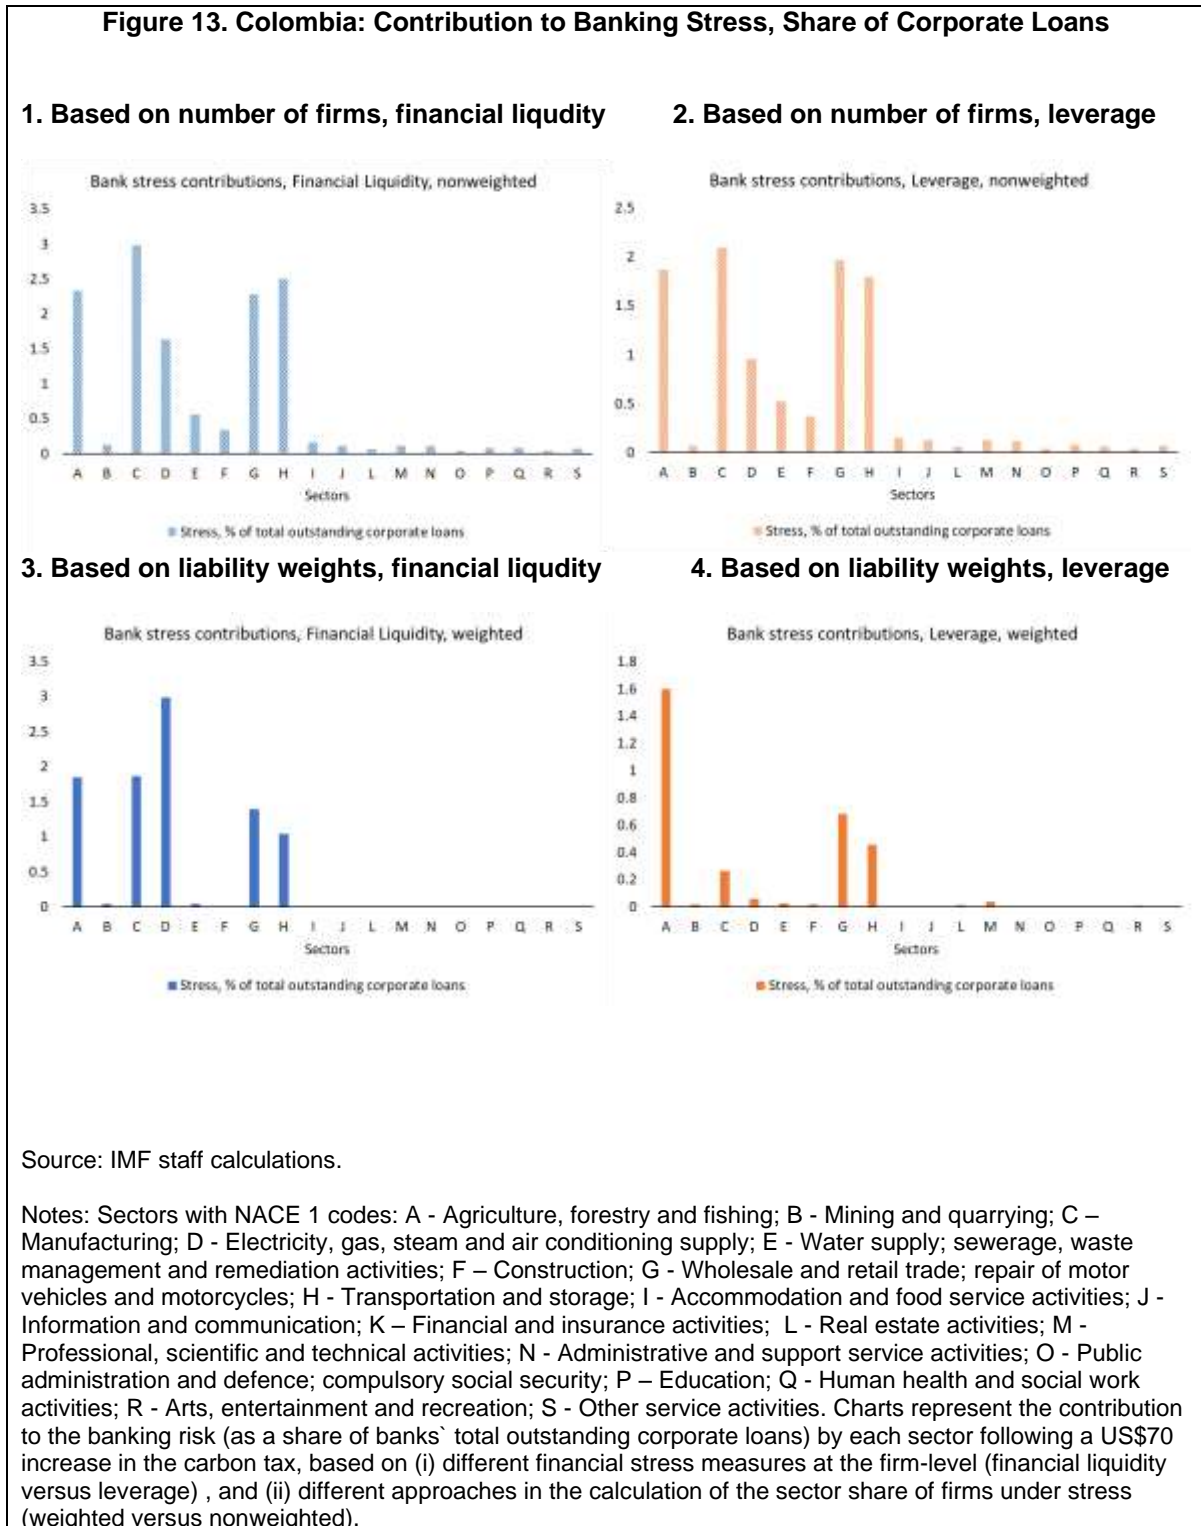 Figure 13. Colombia: Contribution to Banking Stress, Share of Corporate Loans
1. Based on number of firms, financial liqudity
2. Based on number of firms, leverage
Bank stress contributions, Financial Liquidity, nonweighted
3.5
3
2.5
2
1.5
1
0.5
0
A B C D E F G H I J L M N O P Q R S
Sectors
Stress, % of total outstanding corporate loans
Bank stress contributions, Leverage, nonweighted
2.5
2
1.5
1
0.5
0
A B C D E F G H I J L M N O P Q R S
Sectors
Stress, % of total outstanding corporate loans
3. Based on liability weights, financial liqudity
4. Based on liability weights, leverage
Bank stress contributions, Financial Liquidity, weighted
3.5
3
2.5
2
1.5
1
0.5
0
A B C D E F G H I J L M N O P Q R S
Sectors
Stress, % of total outstanding corporate loans
Bank stress contributions, Leverage, weighted
1.8
1.6
1.4
1.2
1
0.8
0.6
0.4
0.2
0
A B C D E F G H I J L M N O P Q R S
Sectors
Stress, % of total outstanding corporate loans
Source: IMF staff calculations.
Notes: Sectors with NACE 1 codes: A - Agriculture, forestry and fishing; B - Mining and quarrying; C –
Manufacturing; D - Electricity, gas, steam and air conditioning supply; E - Water supply; sewerage, waste
management and remediation activities; F – Construction; G - Wholesale and retail trade; repair of motor
vehicles and motorcycles; H - Transportation and storage; I - Accommodation and food service activities; J -
Information and communication; K – Financial and insurance activities; L - Real estate activities; M -
Professional, scientific and technical activities; N - Administrative and support service activities; O - Public
administration and defence; compulsory social security; P – Education; Q - Human health and social work
activities; R - Arts, entertainment and recreation; S - Other service activities. Charts represent the contribution
to the banking risk (as a share of banks` total outstanding corporate loans) by each sector following a US$70
increase in the carbon tax, based on (i) different financial stress measures at the firm-level (financial liquidity
versus leverage) , and (ii) different approaches in the calculation of the sector share of firms under stress
(weighted versus nonweighted).